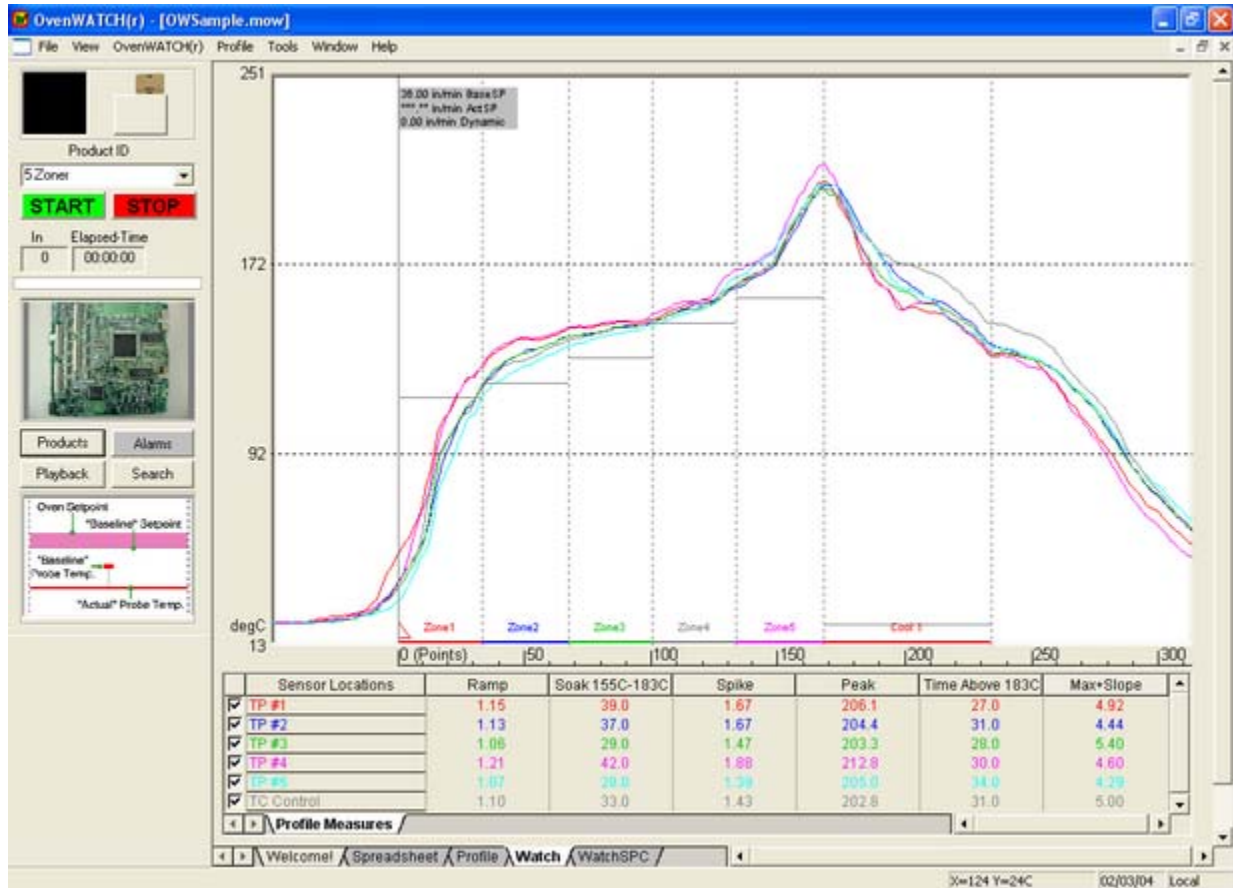 OvenWATCH(r) - [OWSample.mow]
File View OvenWATCH(r) Profile Tools Window Help
Product ID
5 Zoner
START STOP
In Elapsed-Time
0 00:00:00
Products Alarms
Playback Search
Oven Setpoint
"Baseline" Setpoint
"Baseline"
Probe Temp.
"Actual" Probe Temp.
251
36.00 in/min Base SP
***.** in/min Act SP
0.00 in/min Dynamic
172
92
degC
13
Zone1 Zone2 Zone3 Zone4 Zone5 Cool 1
0 (Points) 50 100 150 200 250 300
Sensor Locations Ramp Soak 155C-183C Spike Peak Time Above 183C Max+Slope
TP #1 1.15 39.0 1.67 206.1 27.0 4.92
TP #2 1.13 37.0 1.67 204.4 31.0 4.44
TP #3 1.06 29.0 1.47 203.3 28.0 5.40
TP #4 1.21 42.0 1.88 212.8 30.0 4.60
TP #5 1.07 1.39 205.0 34.0 4.29
TC Control 1.10 33.0 1.43 202.8 31.0 5.00
Profile Measures
Welcome! Spreadsheet Profile Watch WatchSPC
X=124 Y=24C 02/03/04 Local